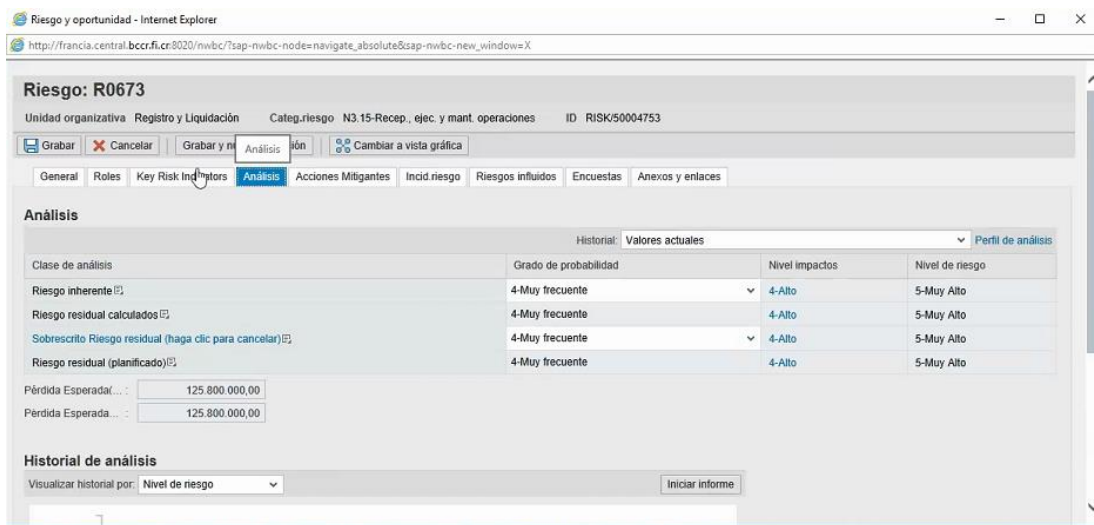 Riesgo y oportunidad - Internet Explorer
http://francia.central.bccr.fi.cr:8020/nwbc/?sap-nwbc-node=navigate_absolute&sap-nwbc-new_window=X
Riesgo: R0673
Unidad organizativa Registro y Liquidación Categ.riesgo N3.15-Recep., ejec. y mant. operaciones ID RISK/50004753
Grabar Cancelar Grabar y n Análisis ión Cambiar a vista gráfica
General Roles Key Risk Indicators Análisis Acciones Mitigantes Incid.riesgo Riesgos influidos Encuestas Anexos y enlaces
Análisis
Historial: Valores actuales Perfil de análisis
Clase de análisis Grado de probabilidad Nivel impactos Nivel de riesgo
Riesgo inherente 4-Muy frecuente 4-Alto 5-Muy Alto
Riesgo residual calculados 4-Muy frecuente 4-Alto 5-Muy Alto
Sobrescrito Riesgo residual (haga clic para cancelar) 4-Muy frecuente 4-Alto 5-Muy Alto
Riesgo residual (planificado) 4-Muy frecuente 4-Alto 5-Muy Alto
Pérdida Esperada(... : 125.800.000,00
Pérdida Esperada... : 125.800.000,00
Historial de análisis
Visualizar historial por: Nivel de riesgo Iniciar informe